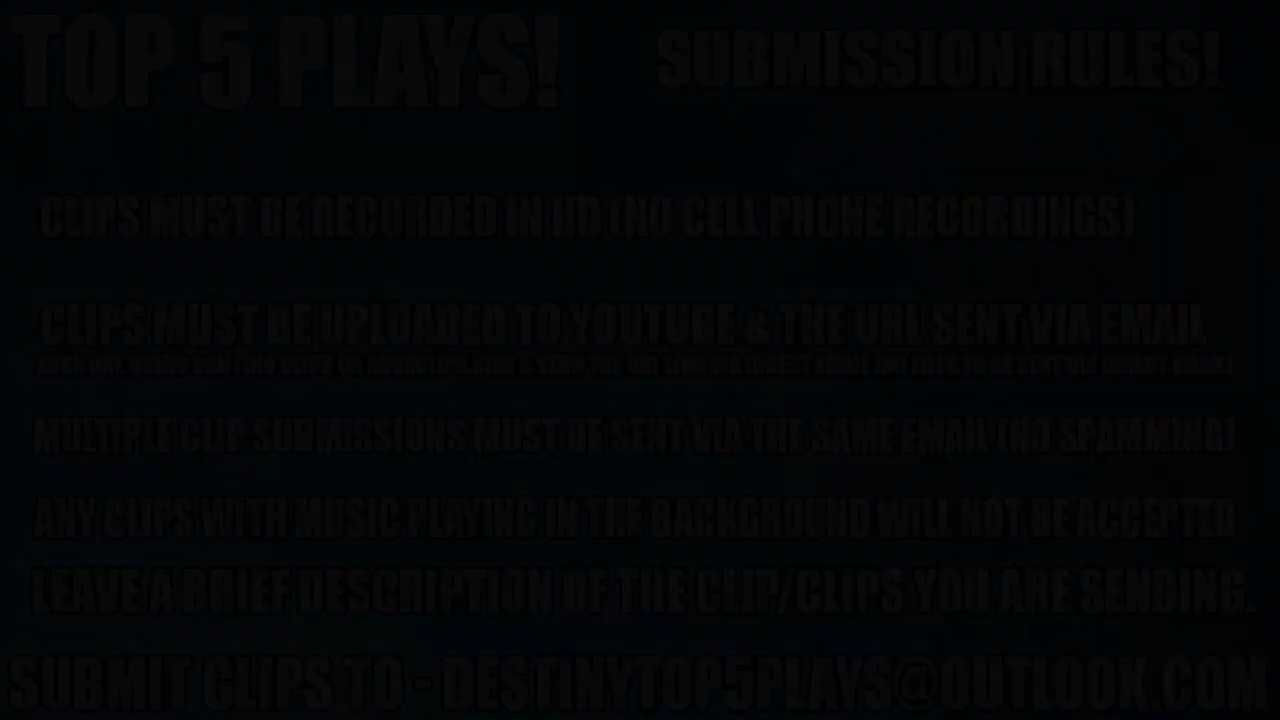 TOP 5 PLAYS! SUBMISSION RULES!
CLIPS MUST BE RECORDED IN HD (NO CELL PHONE RECORDINGS)
CLIPS MUST BE UPLOADED TO YOUTUBE & THE URL SENT VIA EMAIL
MULTIPLE CLIP SUBMISSIONS MUST BE SENT VIA THE SAME EMAIL (NO SPAMMING)
ANY CLIPS WITH MUSIC PLAYING IN THE BACKGROUND WILL NOT BE ACCEPTED
LEAVE A BRIEF DESCRIPTION OF THE CLIP/CLIPS YOU ARE SENDING.
SUBMIT CLIPS TO - DESTINYTOP5PLAYS@OUTLOOK.COM